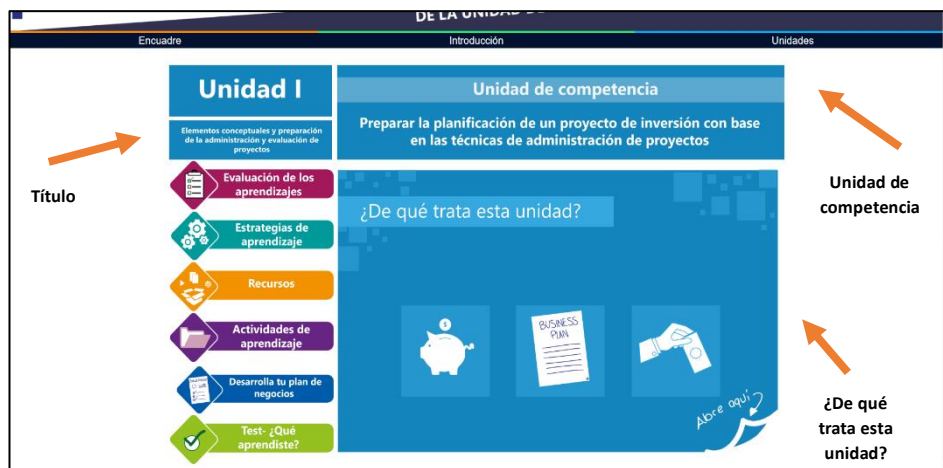 DE LA UNIDAD DE
Encuadre
Introducción
Unidades
Unidad I
Elementos conceptuales y preparación
de la administración y evaluación de
proyectos
Unidad de competencia
Preparar la planificación de un proyecto de inversión con base
en las técnicas de administración de proyectos
Título
Unidad de
competencia
Evaluación de los
aprendizajes
Estrategias de
aprendizaje
Recursos
Actividades de
aprendizaje
Desarrolla tu plan de
negocios
Test- ¿Qué
aprendiste?
¿De qué trata esta unidad?
$
BUSINESS
PLAN
Abre aquí
¿De qué
trata esta
unidad?